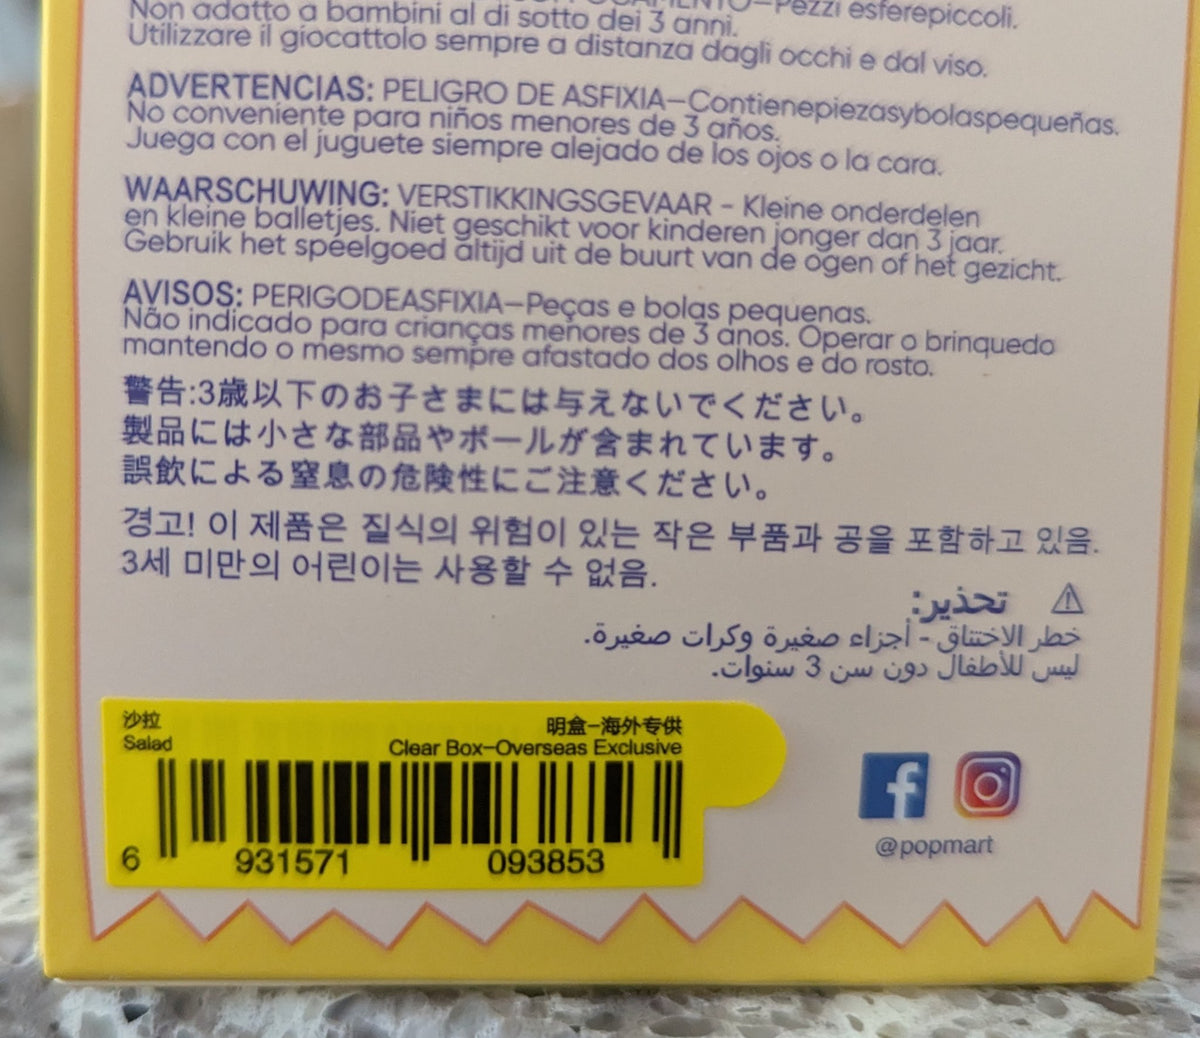 Pezzi esferepiccoli.
Non adatto a bambini al di sotto dei 3 anni.
Utilizzare il giocattolo sempre a distanza dagli occhi e dal viso.
ADVERTENCIAS: PELIGRO DE ASFIXIA–Contienepiezasybolaspequeñas.
No conveniente para niños menores de 3 años.
Juega con el juguete siempre alejado de los ojos o la cara.
WAARSCHUWING: VERSTIKKINGSGEVAAR - Kleine onderdelen
en kleine balletjes. Niet geschikt voor kinderen jonger dan 3 jaar.
Gebruik het speelgoed altijd uit de buurt van de ogen of het gezicht.
AVISOS: PERIGODEASFIXIA–Peças e bolas pequenas.
Não indicado para crianças menores de 3 anos. Operar o brinquedo
mantendo o mesmo sempre afastado dos olhos e do rosto.
警告:3歳以下のお子さまには与えないでください。
製品には小さな部品やボールが含まれています。
誤飲による窒息の危険性にご注意ください。
경고! 이 제품은 질식의 위험이 있는 작은 부품과 공을 포함하고 있음.
3세 미만의 어린이는 사용할 수 없음.
⚠ تحذير:
خطر الاختناق - أجزاء صغيرة وكرات صغيرة.
ليس للأطفال دون سن 3 سنوات.
沙拉 明盒-海外专供
Salad Clear Box-Overseas Exclusive
6 931571 093853
@popmart